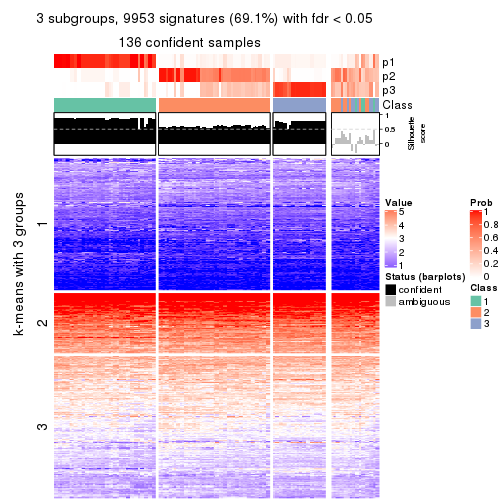 3 subgroups, 9953 signatures (69.1%) with fdr < 0.05
136 confident samples
p1
p2
p3
Class
1
0.5
0
Silhouette
score
k-means with 3 groups
1
2
3
Value
5
4
3
2
1
Status (barplots)
confident
ambiguous
Prob
1
0.8
0.6
0.4
0.2
0
Class
1
2
3